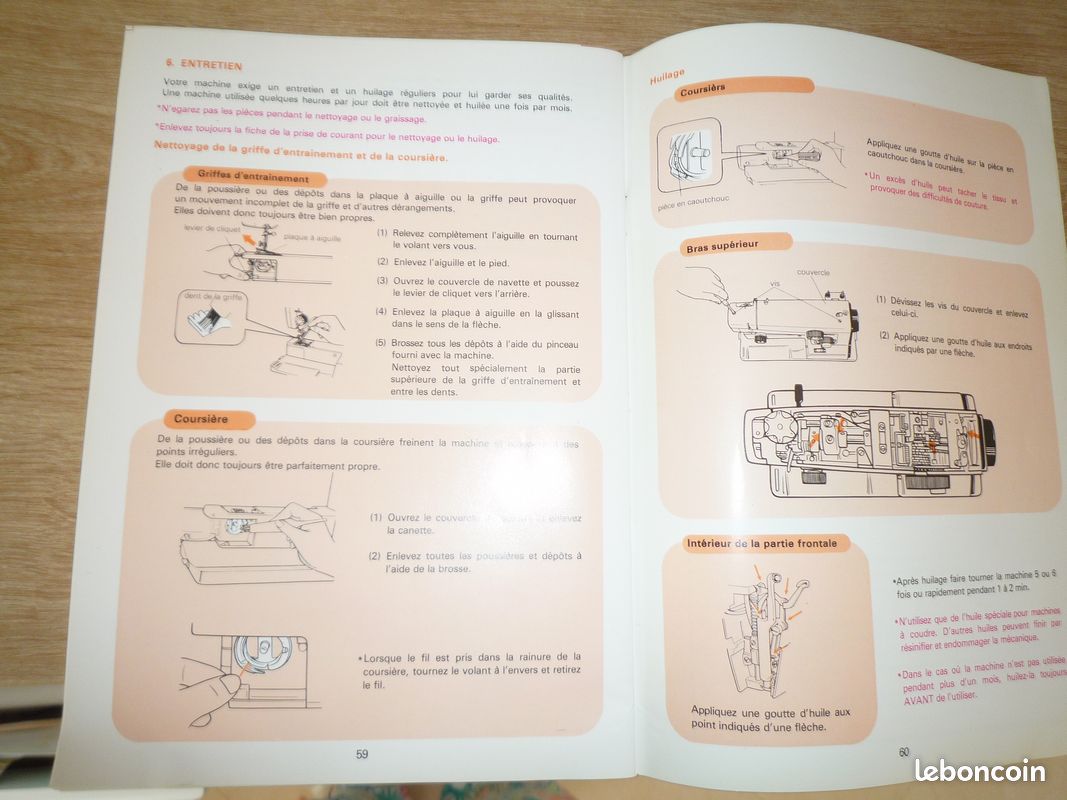 6. ENTRETIEN
Votre machine exige un entretien et un huilage réguliers pour lui garder ses qualités.
Une machine utilisée quelques heures par jour doit être nettoyée et huilée une fois par mois.
*N'egarez pas les pièces pendant le nettoyage ou le graissage.
*Enlevez toujours la fiche de la prise de courant pour le nettoyage ou le huilage.
Nettoyage de la griffe d'entrainement et de la coursière.
Griffes d'entrainement
De la poussière ou des dépôts dans la plaque à aiguille ou la griffe peut provoquer
un mouvement incomplet de la griffe et d'autres dérangements.
Elles doivent donc toujours être bien propres.
levier de cliquet
plaque à aiguille
dent de la griffe
(1) Relevez complètement l'aiguille en tournant
le volant vers vous.
(2) Enlevez l'aiguille et le pied.
(3) Ouvrez le couvercle de navette et poussez
le levier de cliquet vers l'arrière.
(4) Enlevez la plaque à aiguille en la glissant
dans le sens de la flèche.
(5) Brossez tous les dépôts à l'aide du pinceau
fourni avec la machine.
Nettoyez tout spécialement la partie
supérieure de la griffe d'entrainement et
entre les dents.
Coursière
De la poussière ou des dépôts dans la coursière freinent la machine et des
points irréguliers.
Elle doit donc toujours être parfaitement propre.
(1) Ouvrez le couvercle et enlevez
la canette.
(2) Enlevez toutes les poussières et dépôts à
l'aide de la brosse.
*Lorsque le fil est pris dans la rainure de la
coursière, tournez le volant à l'envers et retirez
le fil.
59
Huilage
Coursièrs
pièce en caoutchouc
Appliquez une goutte d'huile sur la pièce en
caoutchouc dans la coursière.
*Un excès d'huile peut tacher le tissu et
provoquer des difficultés de couture.
Bras supérieur
couvercle
vis
(1) Dévissez les vis du couvercle et enlevez
celui-ci.
(2) Appliquez une goutte d'huile aux endroits
indiqués par une flèche.
Intérieur de la partie frontale
Appliquez une goutte d'huile aux
point indiqués d'une flèche.
*Après huilage faire tourner la machine 5 ou 6
fois ou rapidement pendant 1 à 2 min.
*N'utilisez que de l'huile spéciale pour machines
à coudre. D'autres huiles peuvent finir par
résinifier et endommager la mécanique.
*Dans le cas où la machine n'est pas utilisée
pendant plus d'un mois, huilez-la toujours
AVANT de l'utiliser.
60
leboncoin